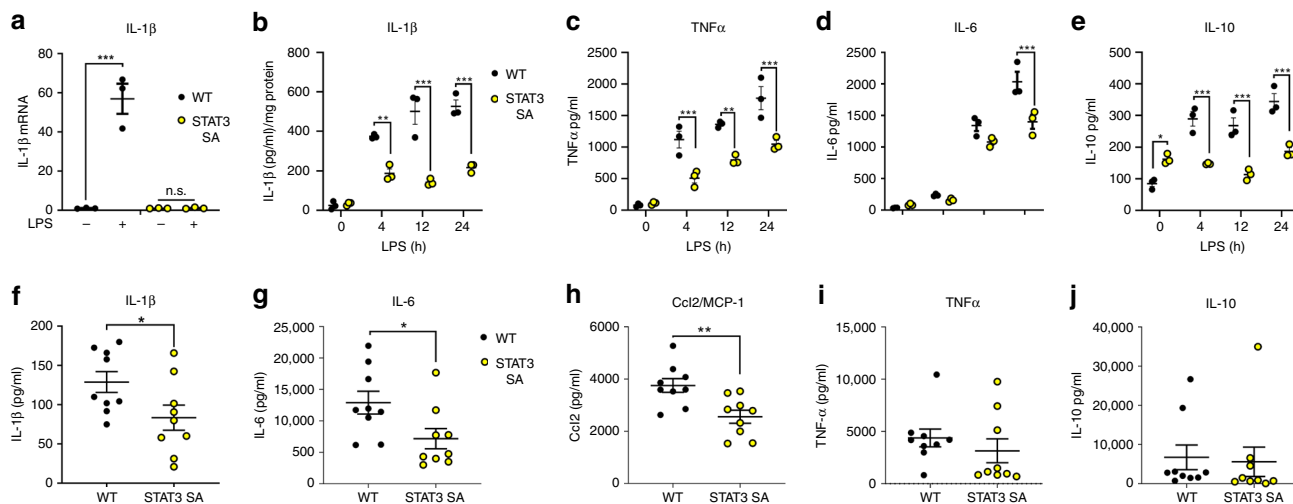 a
IL-1β
IL-1β mRNA
80
60
40
20
0
***
n.s.
LPS
– + – +
WT
STAT3
SA
b
IL-1β
IL-1β (pg/ml)/mg protein
1000
800
600
400
200
0
** *** ***
0 4 12 24
LPS (h)
WT
STAT3
SA
c
TNFα
TNFα pg/ml
2500
2000
1500
1000
500
0
*** ** ***
0 4 12 24
LPS (h)
d
IL-6
IL-6 pg/ml
2500
2000
1500
1000
500
0
***
e
IL-10
IL-10 pg/ml
500
400
300
200
100
0
* *** *** ***
0 4 12 24
LPS (h)
f
IL-1β
IL-1β (pg/ml)
200
150
100
50
0
*
WT STAT3 SA
g
IL-6
IL-6 (pg/ml)
25,000
20,000
15,000
10,000
5000
0
*
WT STAT3 SA
WT
STAT3
SA
h
Ccl2/MCP-1
Ccl2 (pg/ml)
6000
4000
2000
0
**
WT STAT3 SA
i
TNFα
TNF-α (pg/ml)
15,000
10,000
5000
0
WT STAT3 SA
j
IL-10
IL-10 pg/ml
40,000
30,000
20,000
10,000
0
WT STAT3 SA